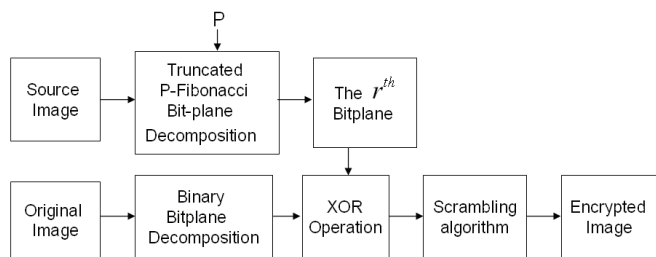 P
Source
Image
Truncated
P-Fibonacci
Bit-plane
Decomposition
The r^th
Bitplane
Original
Image
Binary
Bitplane
Decomposition
XOR
Operation
Scrambling
algorithm
Encrypted
Image